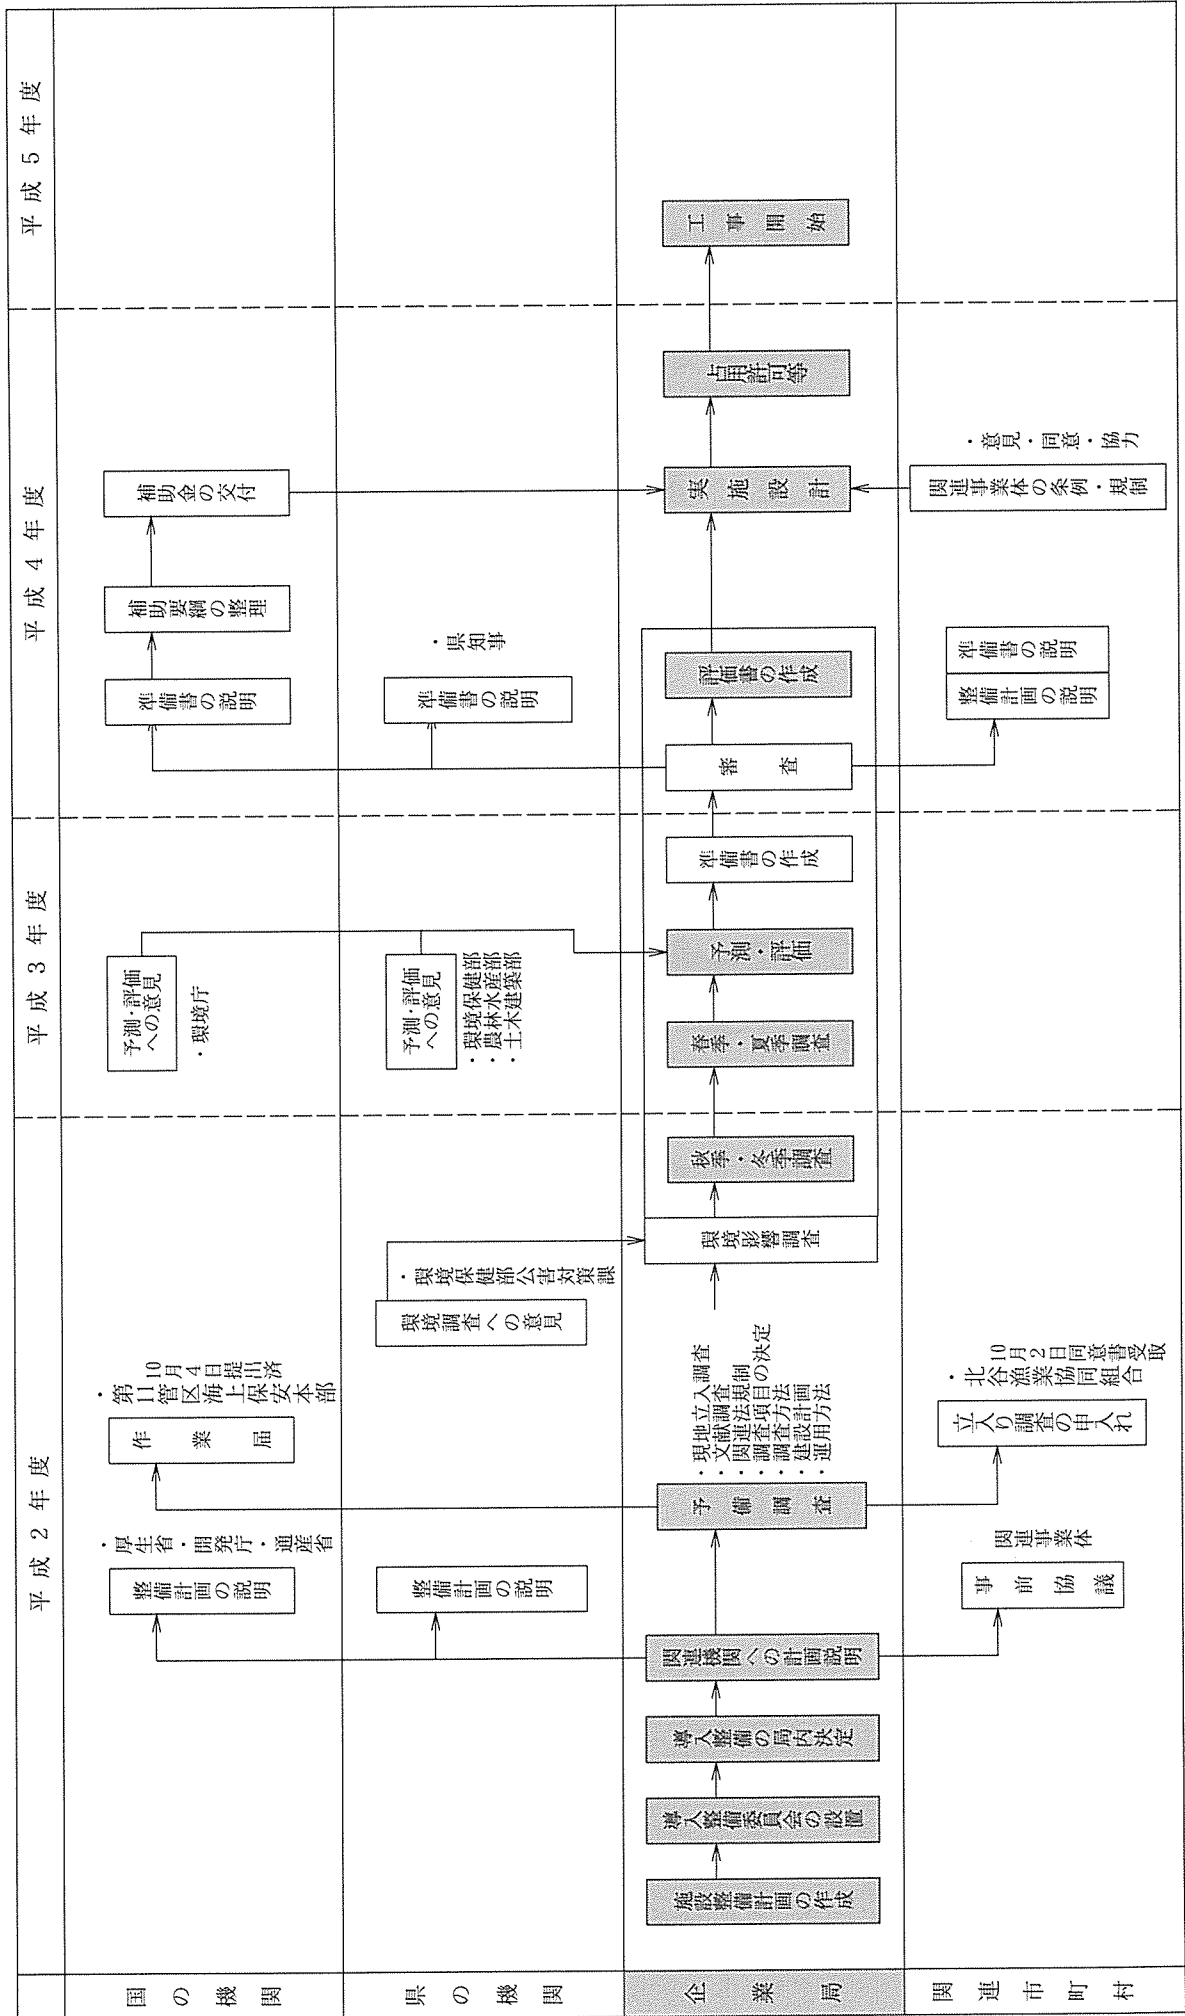 平成2年度
平成3年度
平成4年度
平成5年度
国の機関
整備計画の説明
・厚生省・開発庁・通産省
作業届
・第11管区海上保安本部
10月4日提出済
予測・評価
への意見
・環境庁
準備書の説明
補助要綱の整理
補助金の交付
県の機関
整備計画の説明
環境調査への意見
・環境保健部公害対策課
予測・評価
への意見
・環境保健部
・農林水産部
・土木建築部
準備書の説明
・県知事
企業局
施設整備計画の作成
導入整備委員会の設置
導入整備の局内決定
関連機関への計画説明
予備調査
・現地立入調査
・文献調査
・関連法規制
・調査項目の決定
・調査方法
・建設計画
・運用方法
環境影響調査
秋季・冬季調査
春季・夏季調査
予測・評価
準備書の作成
審査
評価書の作成
実施設計
占用許可等
工事開始
関連市町村
事前協議
関連事業体
立入り調査の申入れ
・北谷漁業協同組合
10月2日同意書受取
整備計画の説明
準備書の説明
関連事業体の条例・規制
・意見・同意・協力